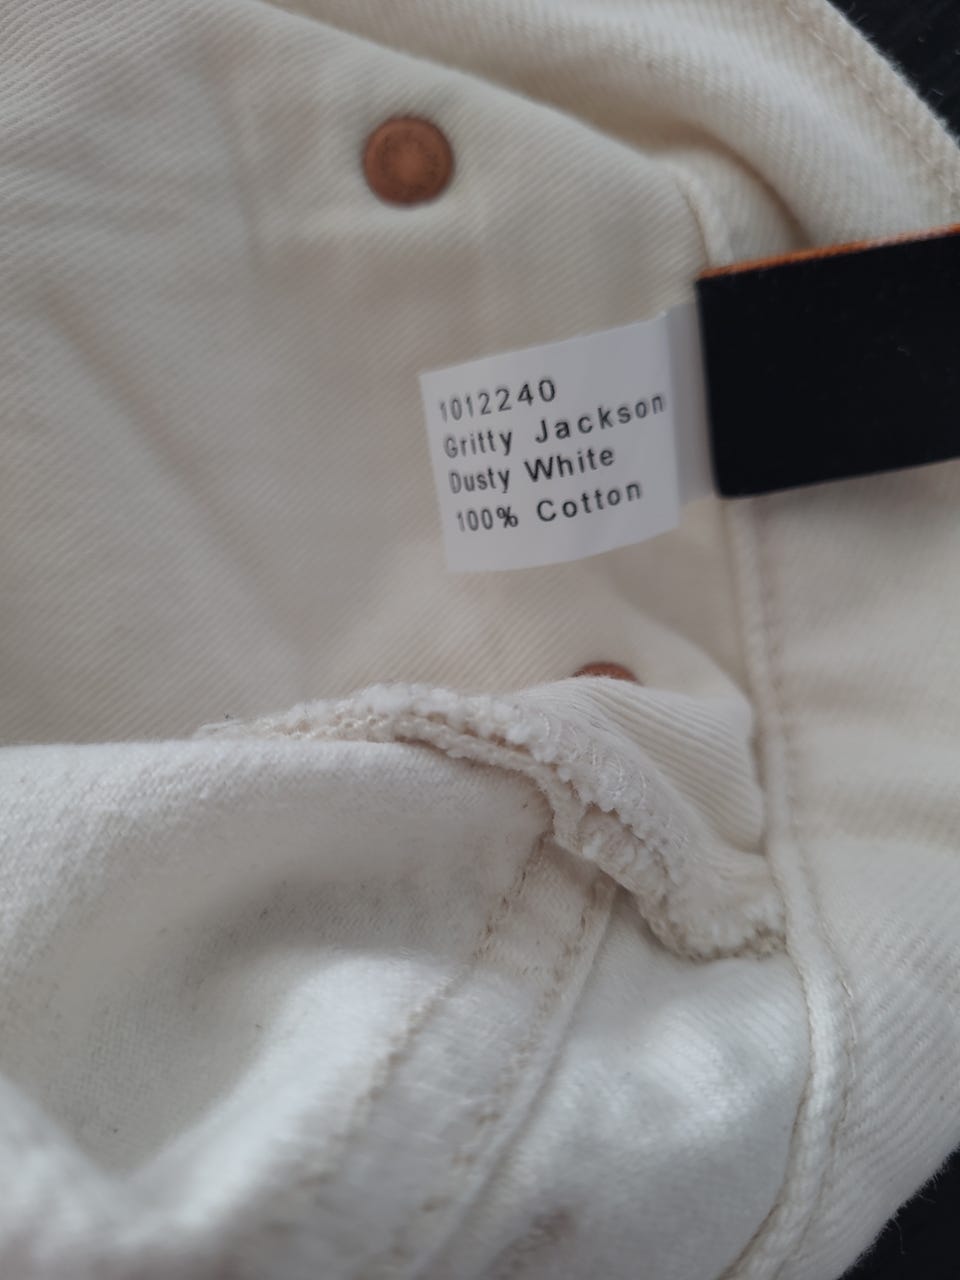 1012240
Gritty Jackson
Dusty White
100% Cotton